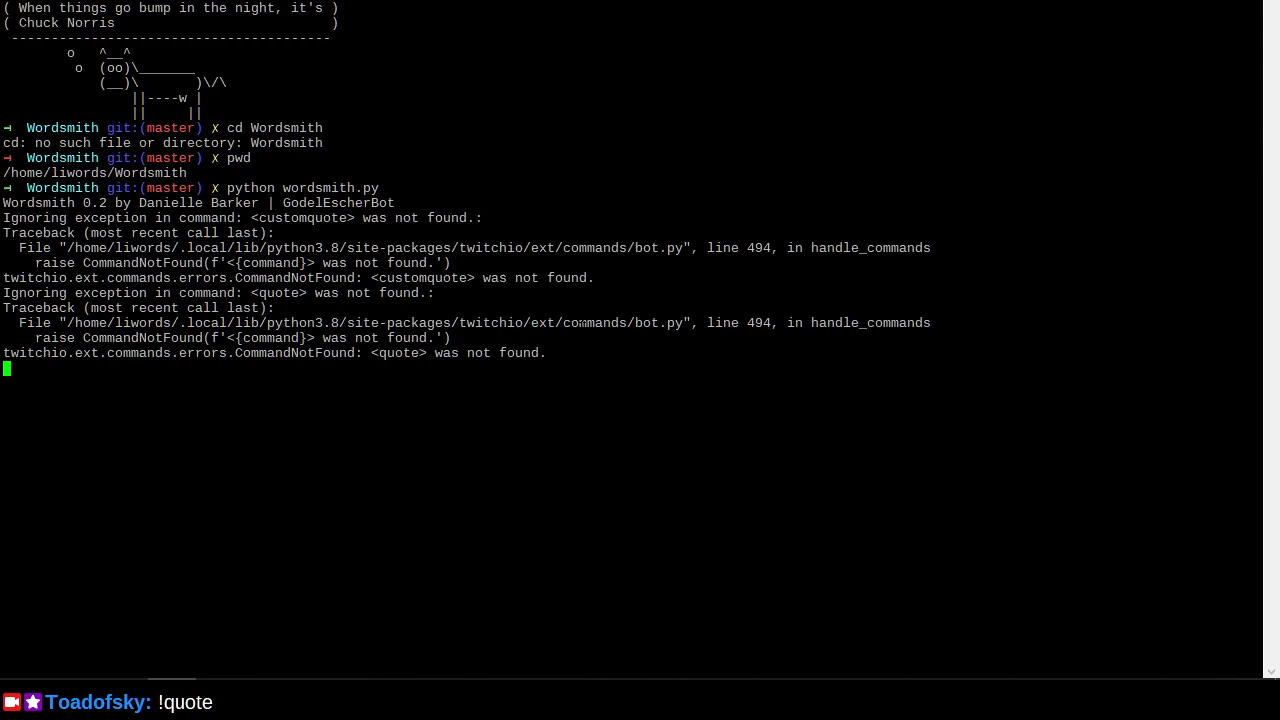 ( When things go bump in the night, it's )
( Chuck Norris                           )
 ----------------------------------------
        o   ^__^
         o  (oo)\_______
            (__)\       )\/\
                ||----w |
                ||     ||
→  Wordsmith git:(master) ✗ cd Wordsmith
cd: no such file or directory: Wordsmith
→  Wordsmith git:(master) ✗ pwd
/home/liwords/Wordsmith
→  Wordsmith git:(master) ✗ python wordsmith.py
Wordsmith 0.2 by Danielle Barker | GodelEscherBot
Ignoring exception in command: <customquote> was not found.:
Traceback (most recent call last):
  File "/home/liwords/.local/lib/python3.8/site-packages/twitchio/ext/commands/bot.py", line 494, in handle_commands
    raise CommandNotFound(f'<{command}> was not found.')
twitchio.ext.commands.errors.CommandNotFound: <customquote> was not found.
Ignoring exception in command: <quote> was not found.:
Traceback (most recent call last):
  File "/home/liwords/.local/lib/python3.8/site-packages/twitchio/ext/commands/bot.py", line 494, in handle_commands
    raise CommandNotFound(f'<{command}> was not found.')
twitchio.ext.commands.errors.CommandNotFound: <quote> was not found.
Toadofsky: !quote